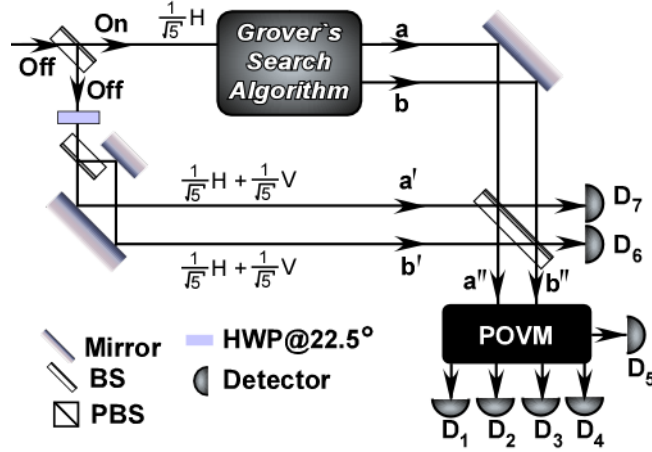 On
1/√5 H
Off
Off
Grover`s
Search
Algorithm
a
b
1/√5 H + 1/√5 V
a'
D7
D6
b'
1/√5 H + 1/√5 V
a''
b''
POVM
D5
Mirror
HWP@22.5°
BS
Detector
PBS
D1
D2
D3
D4